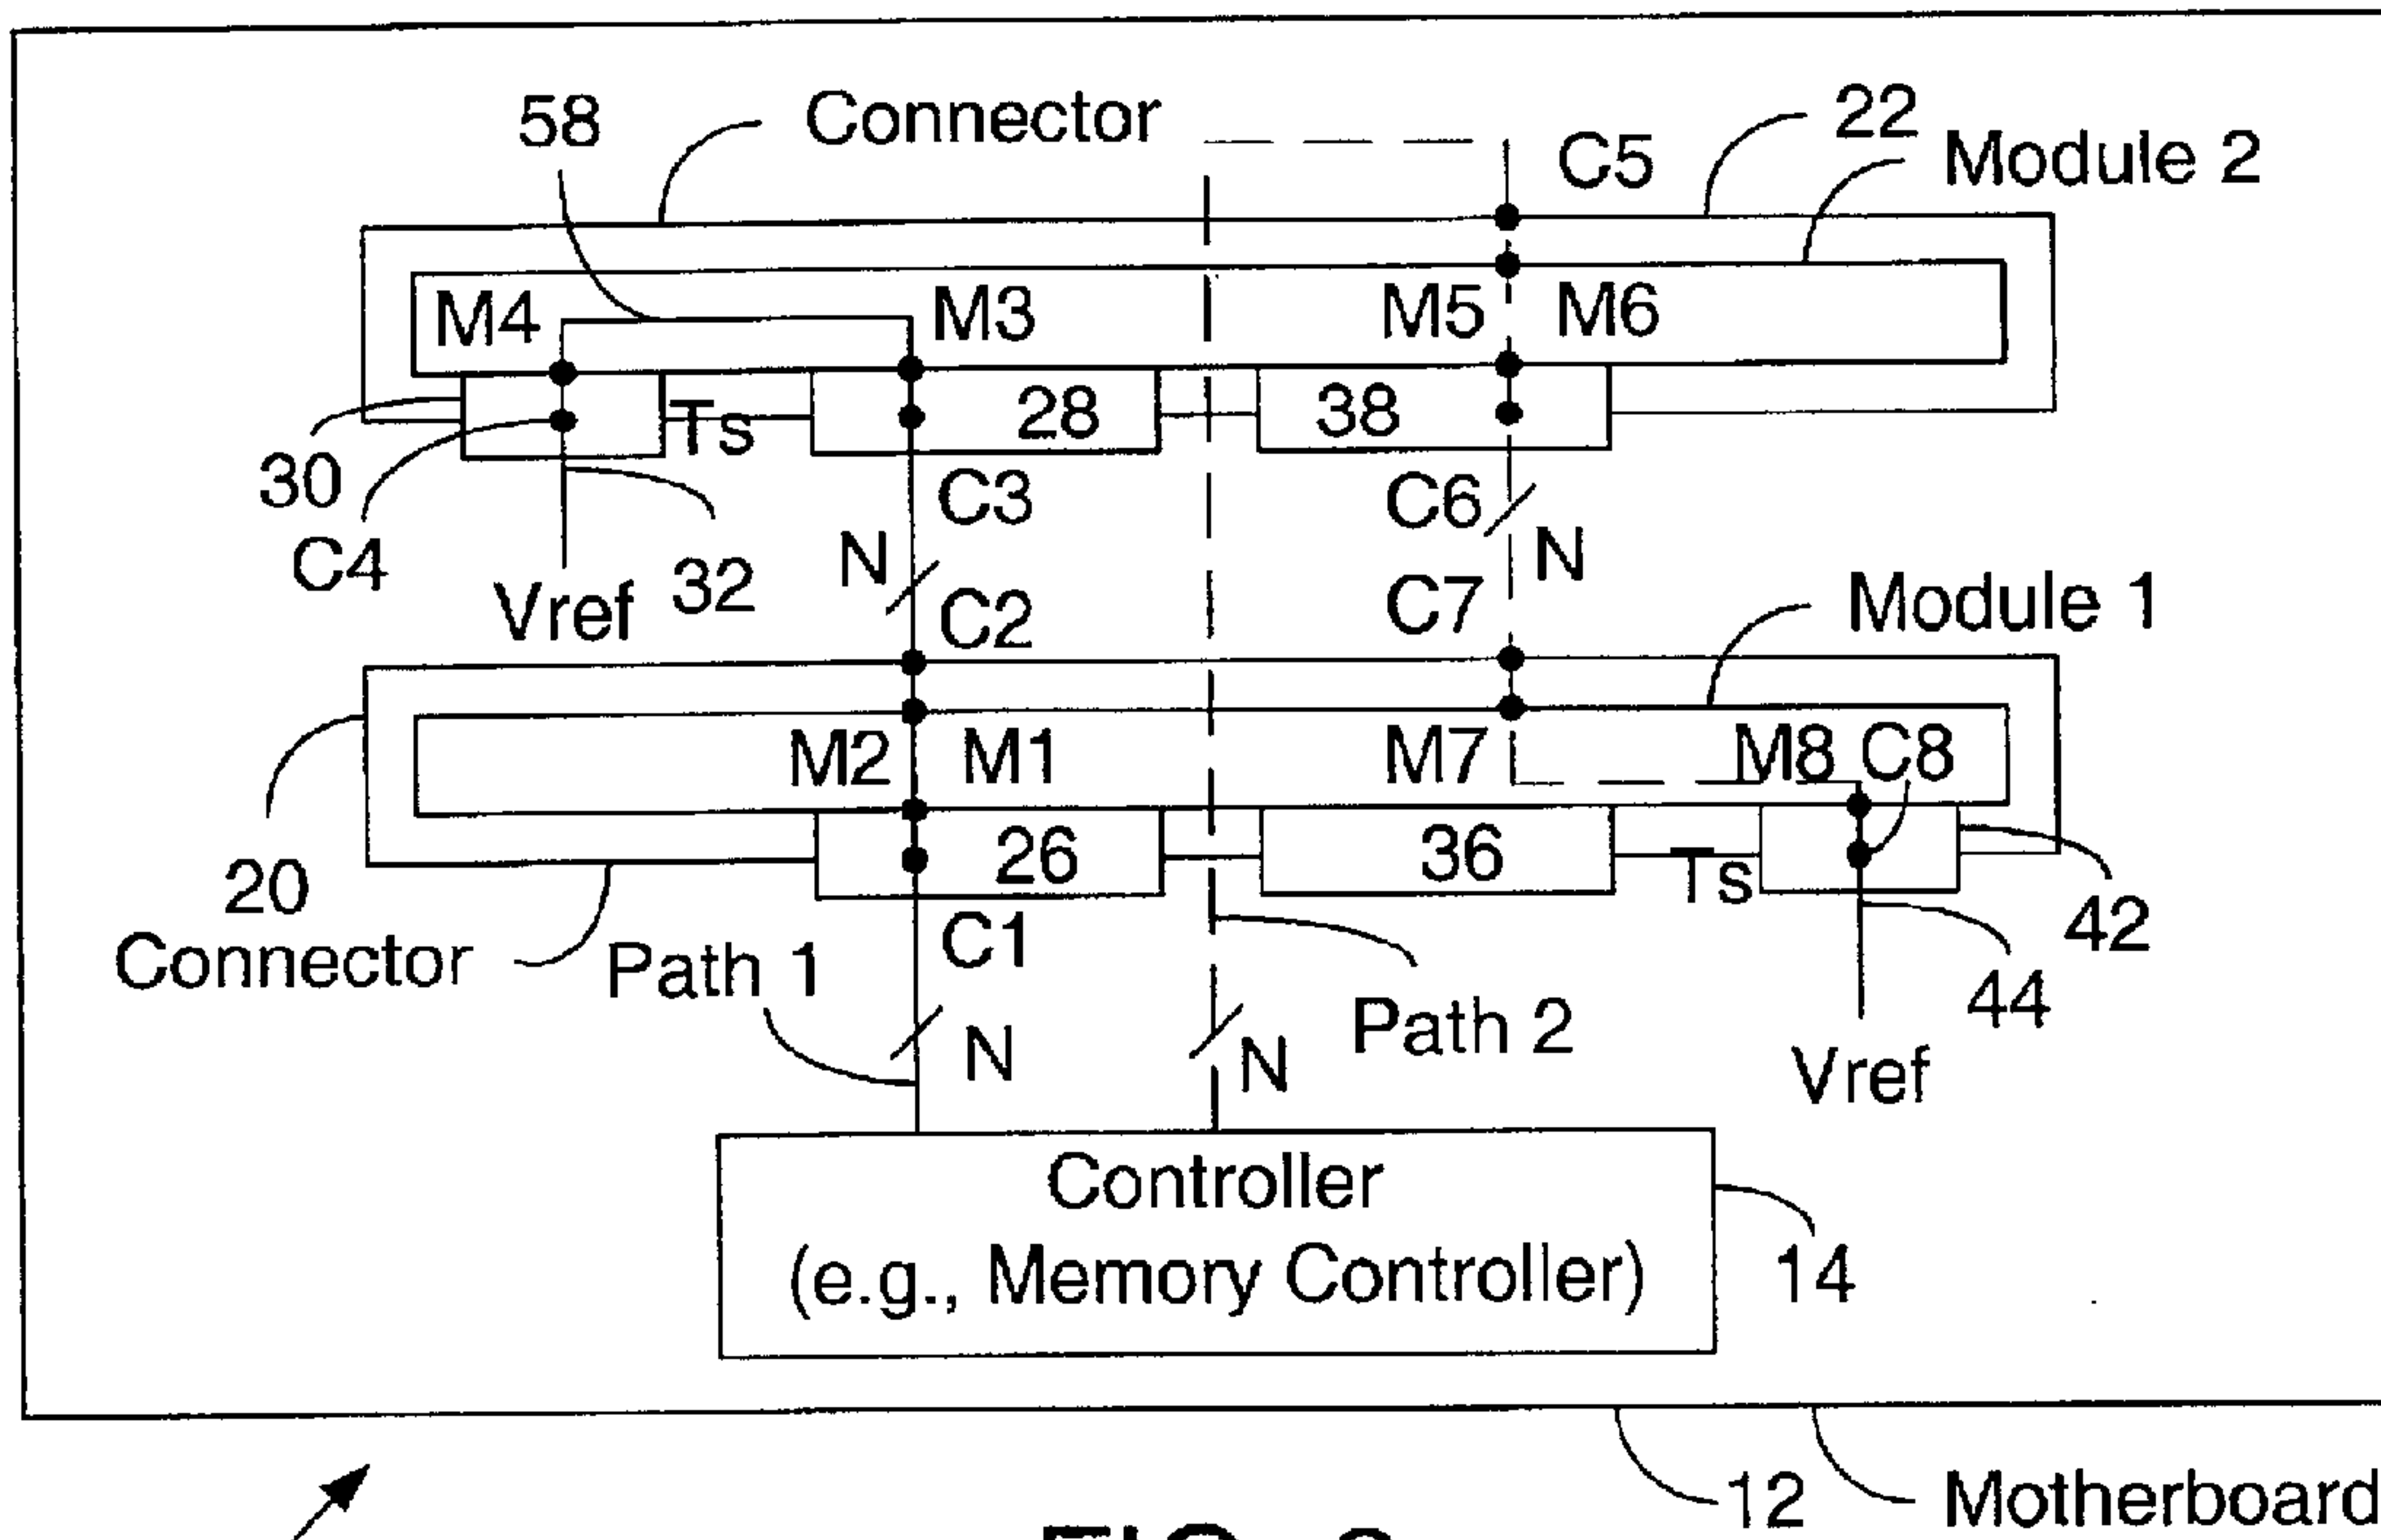 58
Connector
C5
22
Module 2
M4
M3
M5
M6
Ts
28
38
30
C4
Vref
32
C3
N
C2
C6
N
C7
Module 1
M2
M1
M7
M8
C8
20
Connector
26
36
Ts
42
Path 1
C1
N
N
Path 2
44
Vref
Controller
(e.g., Memory Controller)
14
12
Motherboard